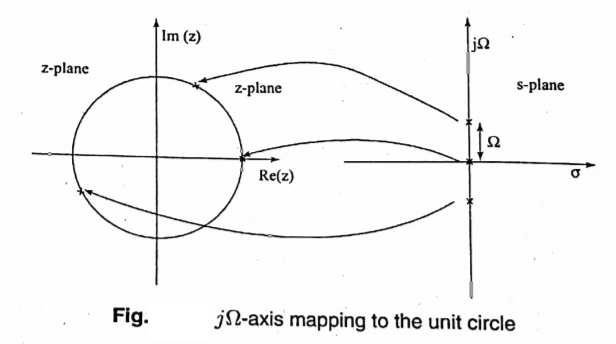 Im (z)
jΩ
z-plane
z-plane
s-plane
Ω
Re(z)
σ
Fig. jΩ-axis mapping to the unit circle